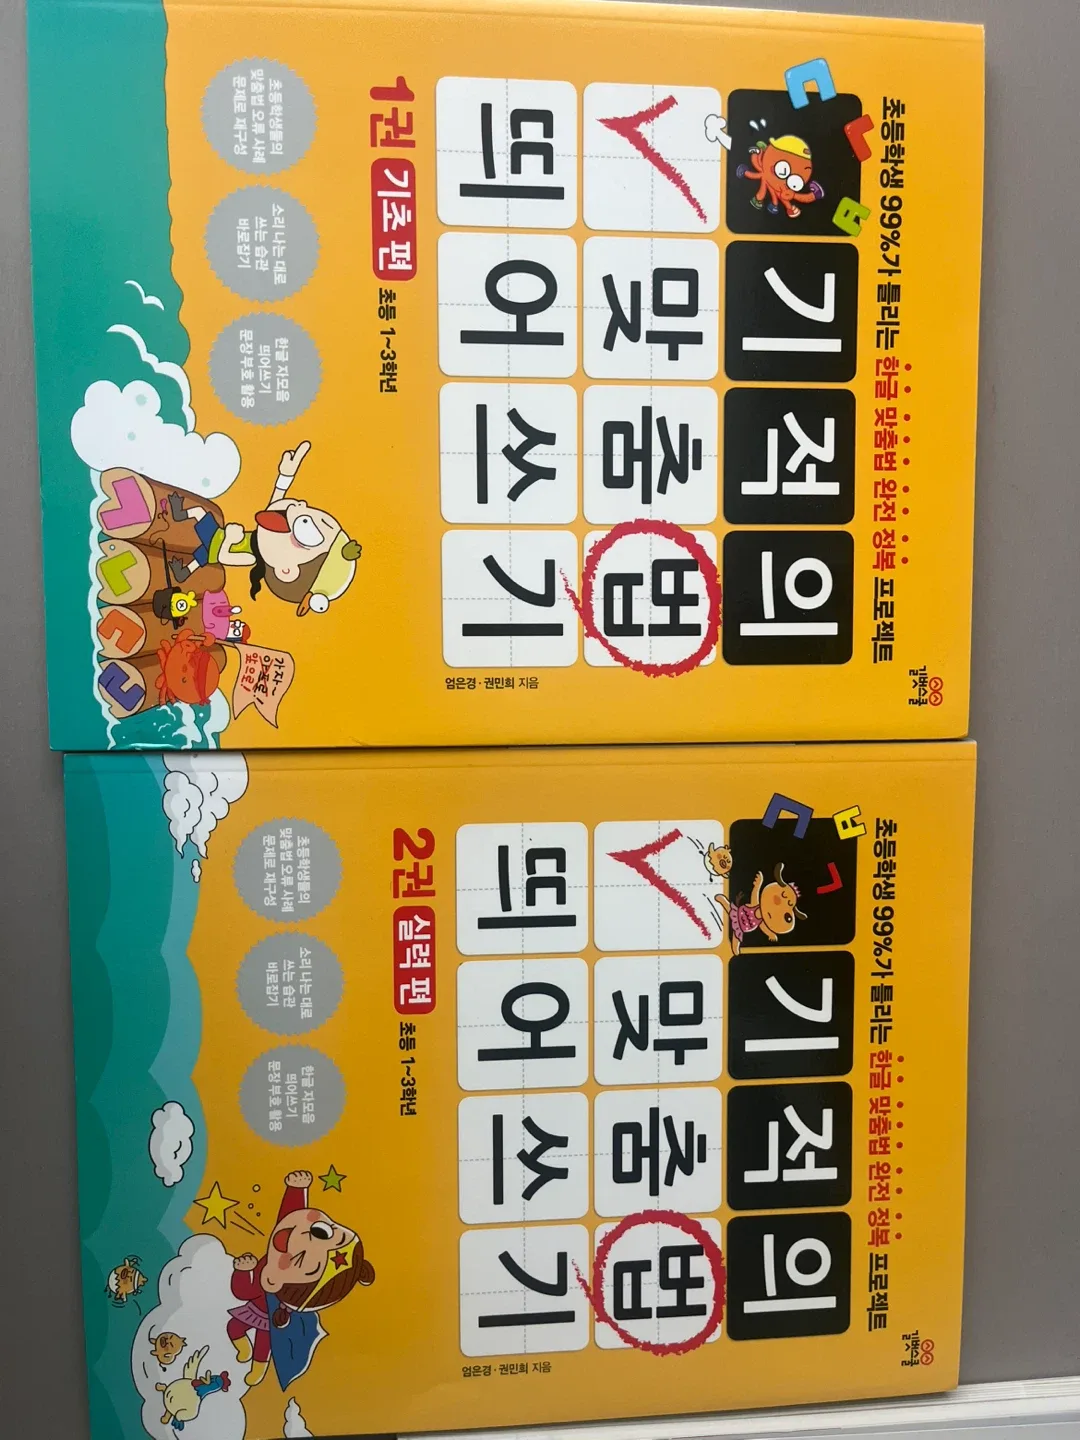 초등학생 99%가 틀리는 한글 맞춤법 완전 정복 프로젝트
기적의
맞춤법
띄어쓰기
1권 기초 편 초등 1~3학년
엄은경·권민희 지음
길벗스쿨
초등학생들의
맞춤법 오류 사례
문제로 재구성
소리 나는 대로
쓰는 습관
바로잡기
한글 자모음
띄어쓰기
문장 부호 활용
가자~
앞으로!
앞으로!
초등학생 99%가 틀리는 한글 맞춤법 완전 정복 프로젝트
기적의
맞춤법
띄어쓰기
2권 실력 편 초등 1~3학년
엄은경·권민희 지음
길벗스쿨
초등학생들의
맞춤법 오류 사례
문제로 재구성
소리 나는 대로
쓰는 습관
바로잡기
한글 자모음
띄어쓰기
문장 부호 활용